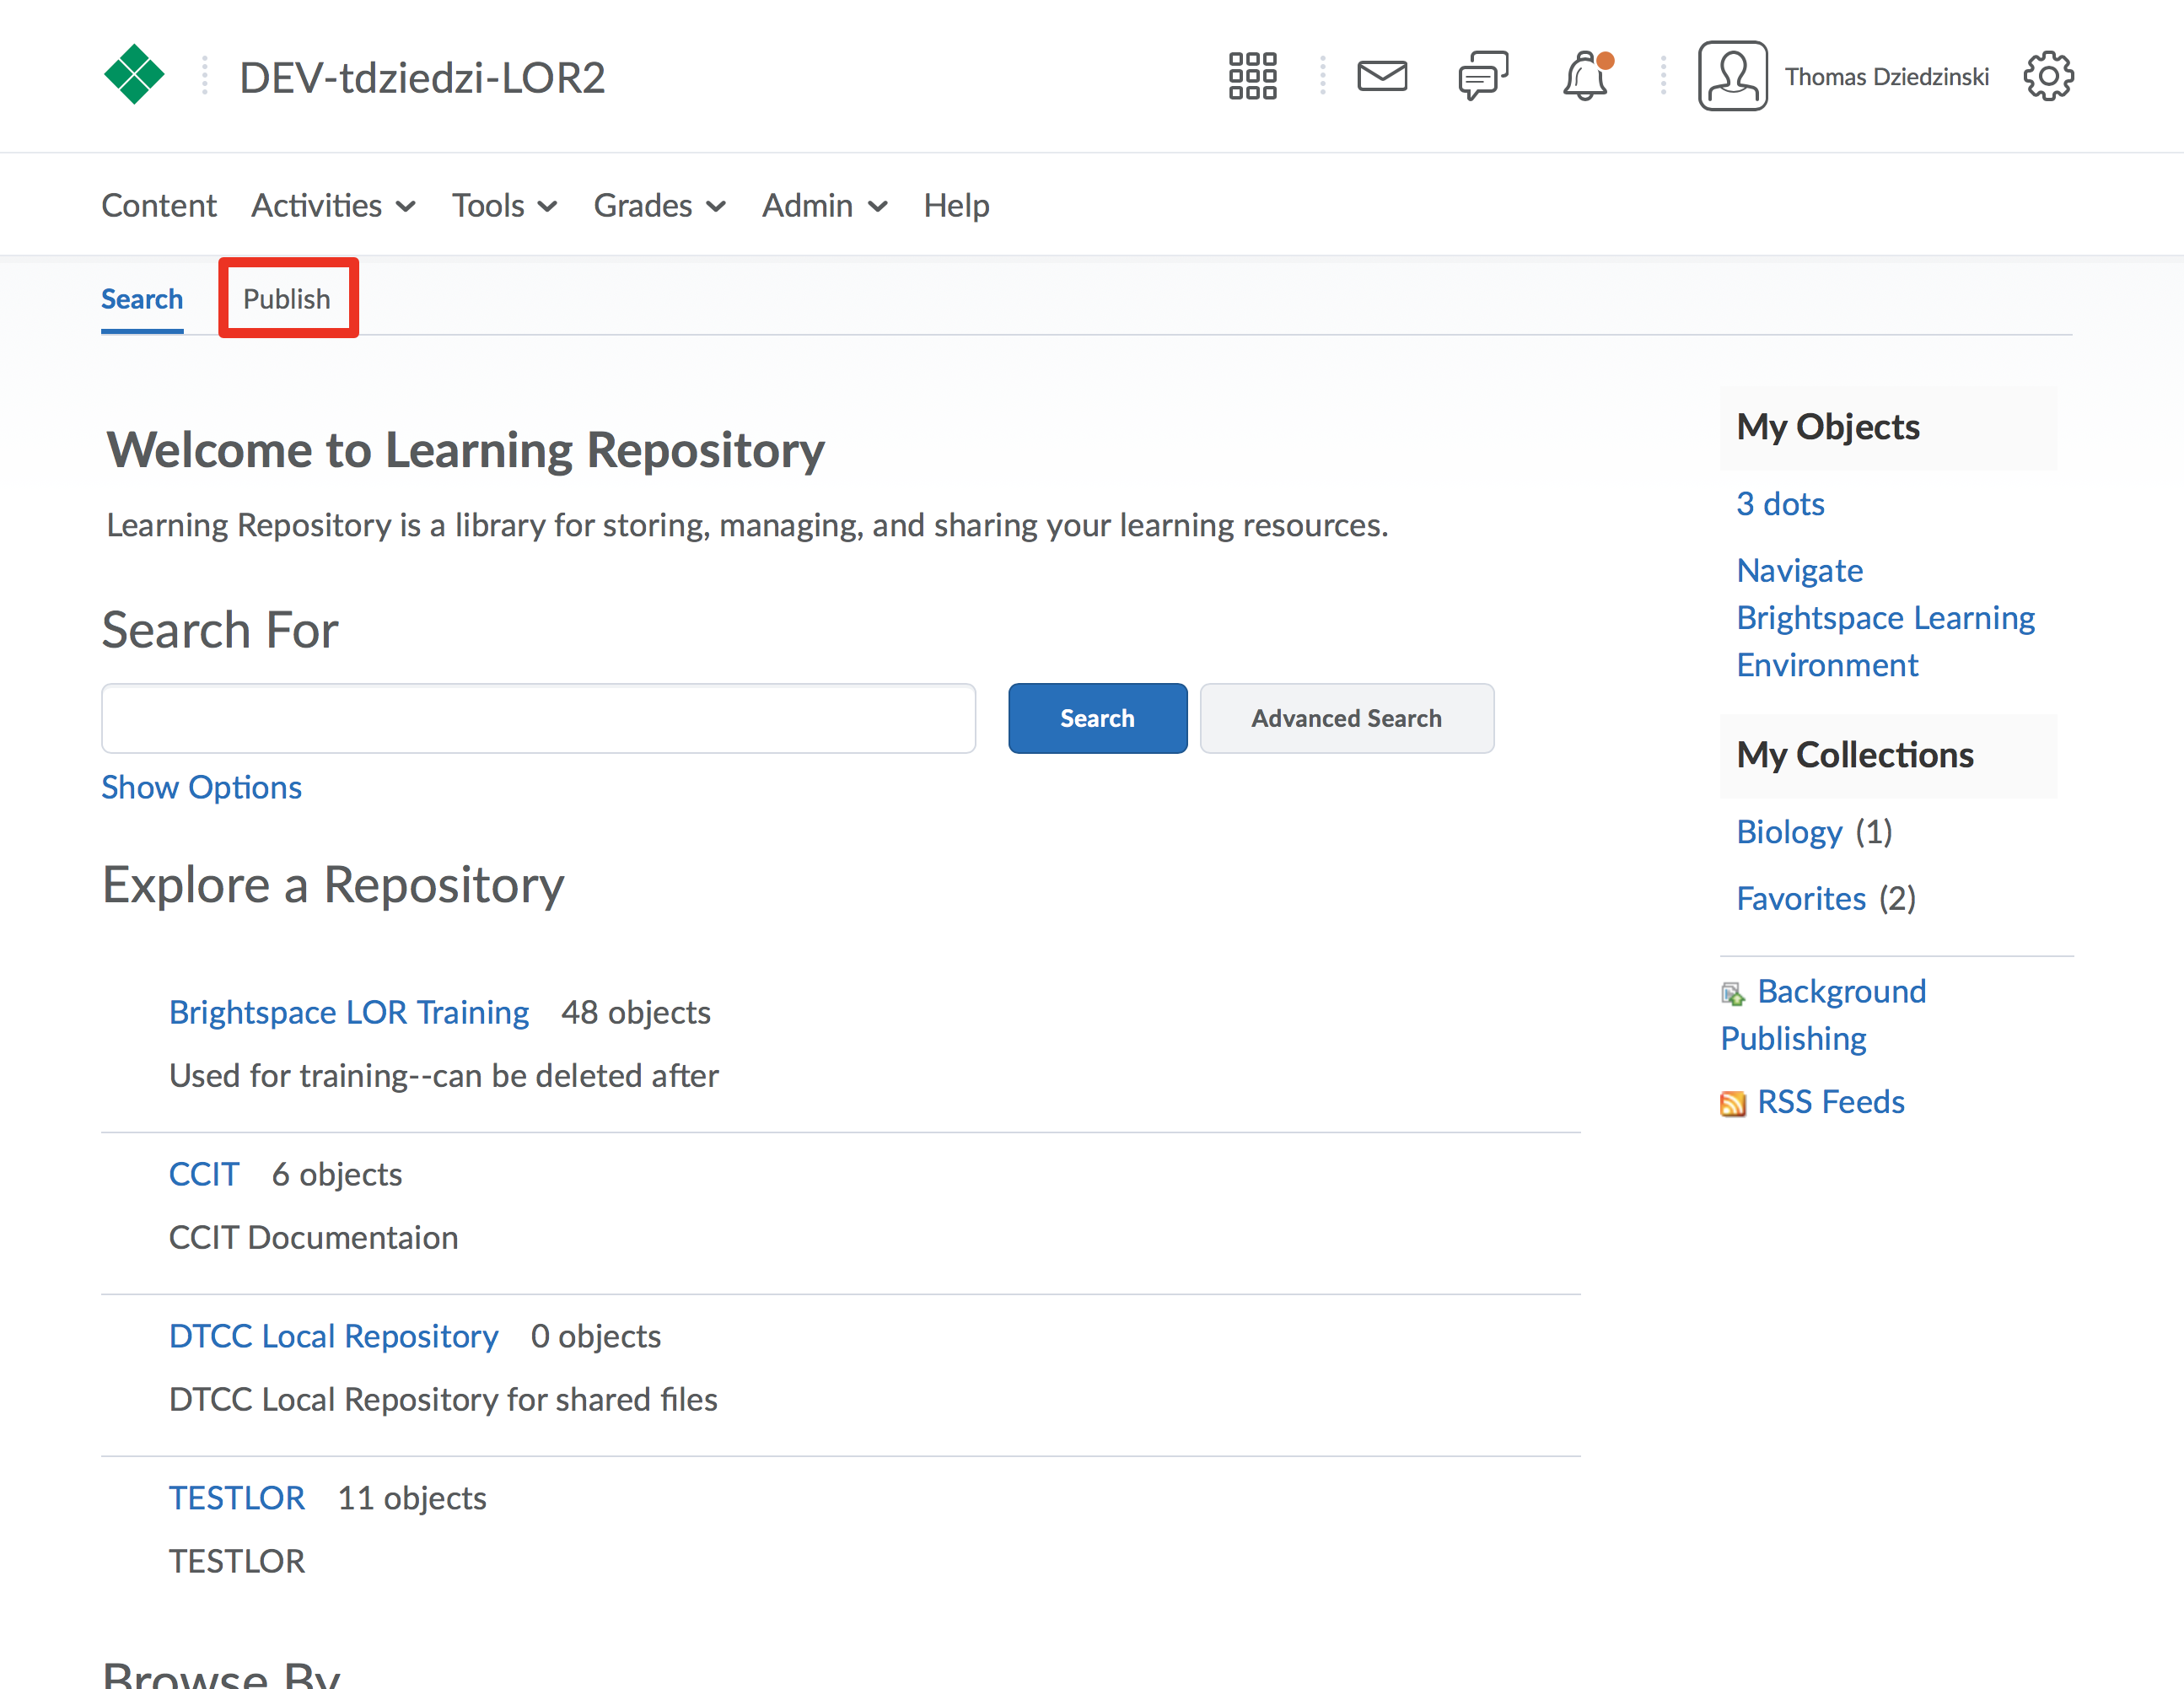 DEV-tdziedzi-LOR2
Thomas Dziedzinski
Content Activities Tools Grades Admin Help
Search Publish
Welcome to Learning Repository
Learning Repository is a library for storing, managing, and sharing your learning resources.
Search For
Search Advanced Search
Show Options
Explore a Repository
Brightspace LOR Training 48 objects
Used for training--can be deleted after
CCIT 6 objects
CCIT Documentaion
DTCC Local Repository 0 objects
DTCC Local Repository for shared files
TESTLOR 11 objects
TESTLOR
Browse By
My Objects
3 dots
Navigate
Brightspace Learning
Environment
My Collections
Biology (1)
Favorites (2)
Background
Publishing
RSS Feeds